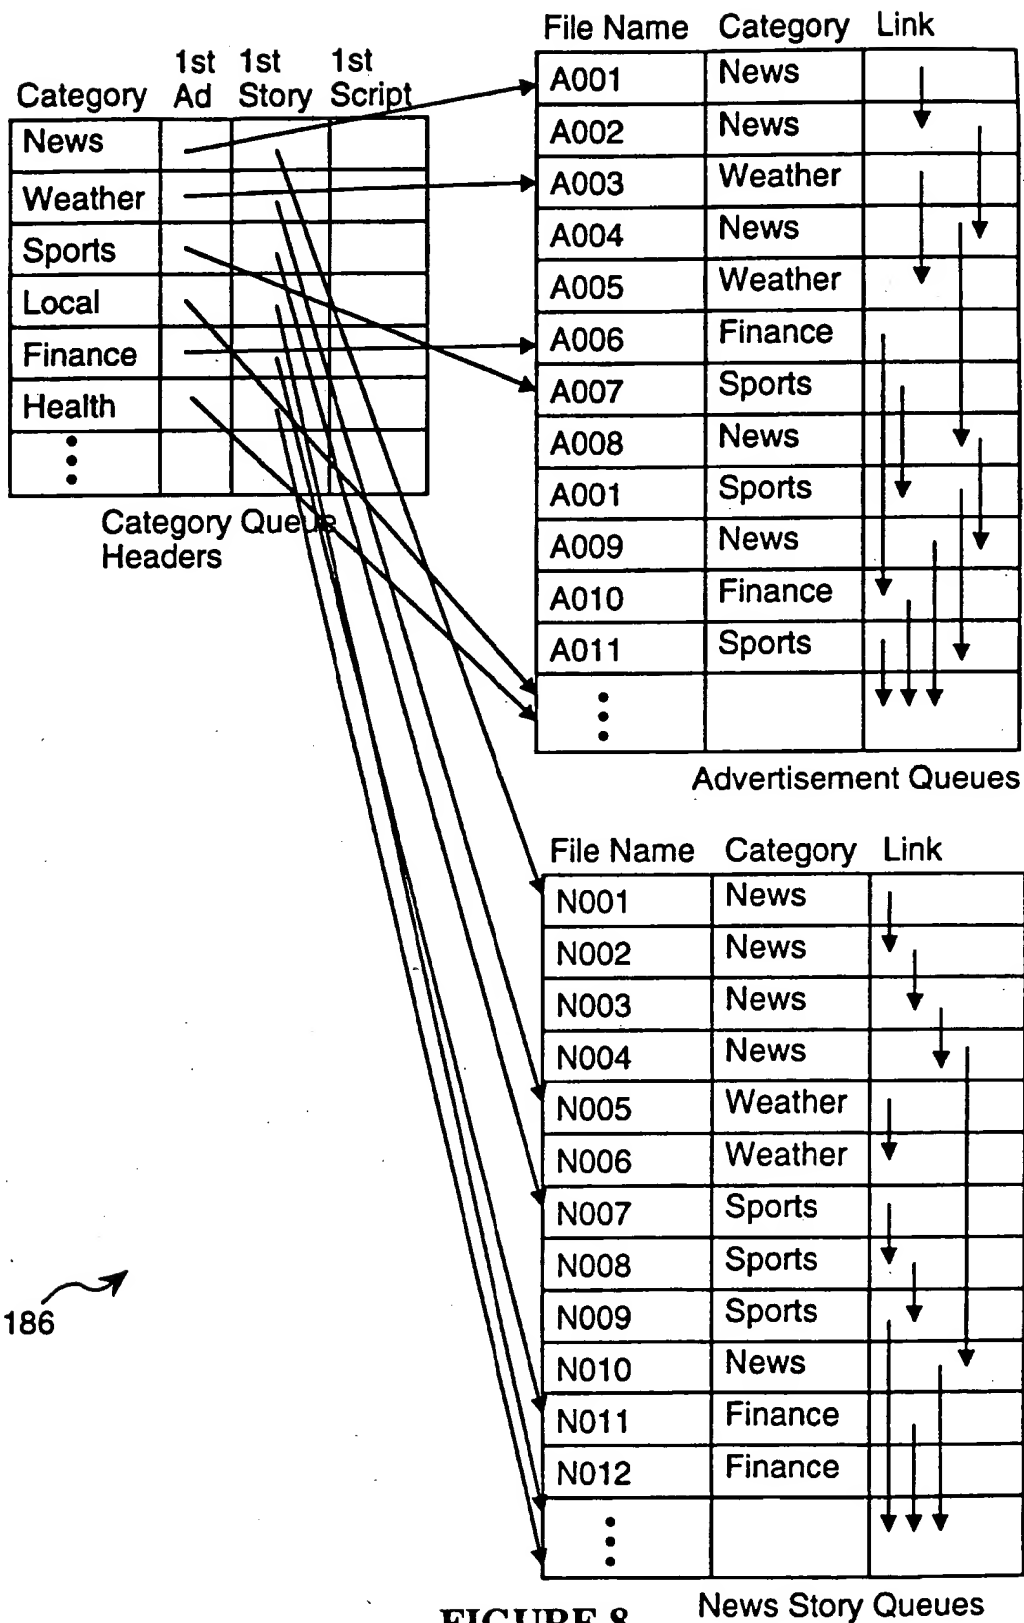 Category 1st Ad 1st Story 1st Script
News
Weather
Sports
Local
Finance
Health
Category Queue
Headers
File Name Category Link
A001 News
A002 News
A003 Weather
A004 News
A005 Weather
A006 Finance
A007 Sports
A008 News
A001 Sports
A009 News
A010 Finance
A011 Sports
Advertisement Queues
File Name Category Link
N001 News
N002 News
N003 News
N004 News
N005 Weather
N006 Weather
N007 Sports
N008 Sports
N009 Sports
N010 News
N011 Finance
N012 Finance
News Story Queues
186
FIGURE 8